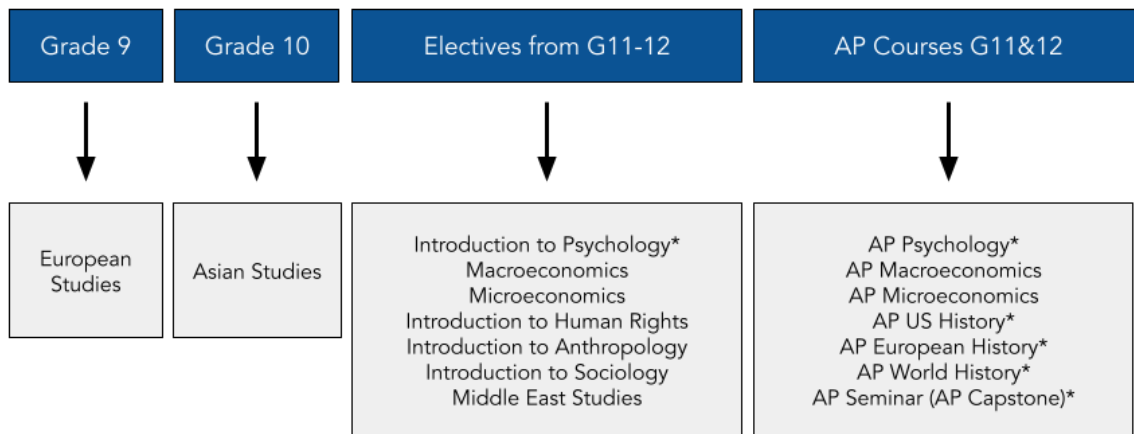 Grade 9
Grade 10
Electives from G11-12
AP Courses G11&12
European
Studies
Asian Studies
Introduction to Psychology*
Macroeconomics
Microeconomics
Introduction to Human Rights
Introduction to Anthropology
Introduction to Sociology
Middle East Studies
AP Psychology*
AP Macroeconomics
AP Microeconomics
AP US History*
AP European History*
AP World History*
AP Seminar (AP Capstone)*